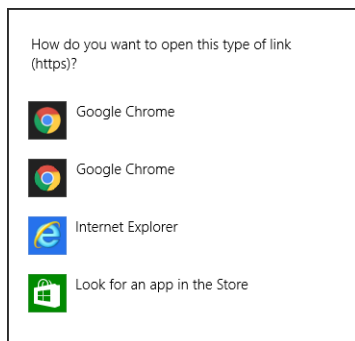 How do you want to open this type of link
(https)?
Google Chrome
Google Chrome
Internet Explorer
Look for an app in the Store